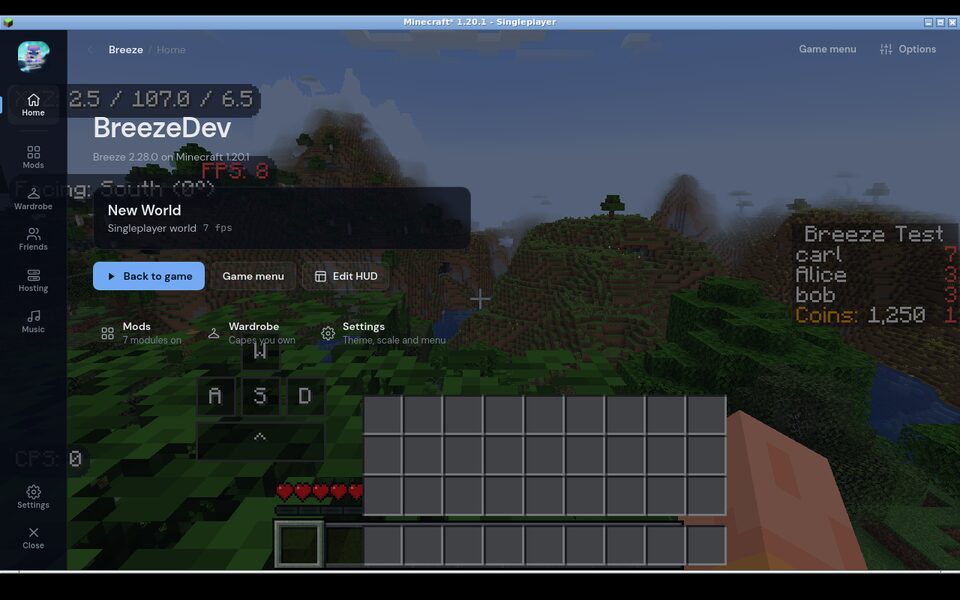 Minecraft* 1.20.1 - Singleplayer
Breeze / Home
Game menu
Options
2.5 / 107.0 / 6.5
Home
BreezeDev
Breeze 2.28.0 on Minecraft 1.20.1
FPS: 8
Mods
Facing: South (0°)
Wardrobe
New World
Singleplayer world 7 fps
Friends
Breeze Test
carl 7
Alice 3
bob 3
Coins: 1,250 1
Back to game
Game menu
Edit HUD
Hosting
Music
Mods
7 modules on
Wardrobe
Capes you own
Settings
Theme, scale and menu
W
A
S
D
^
CPS: 0
Settings
Close